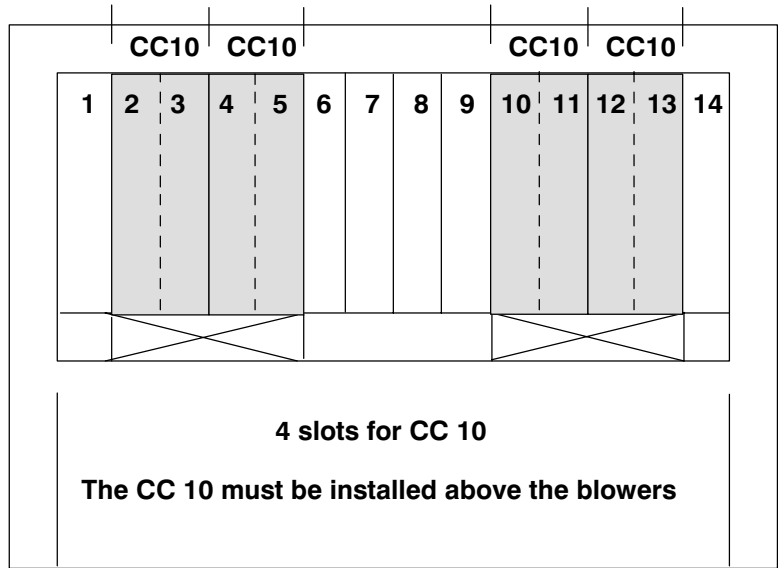 CC10 CC10 CC10 CC10
1 2 3 4 5 6 7 8 9 10 11 12 13 14
4 slots for CC 10
The CC 10 must be installed above the blowers